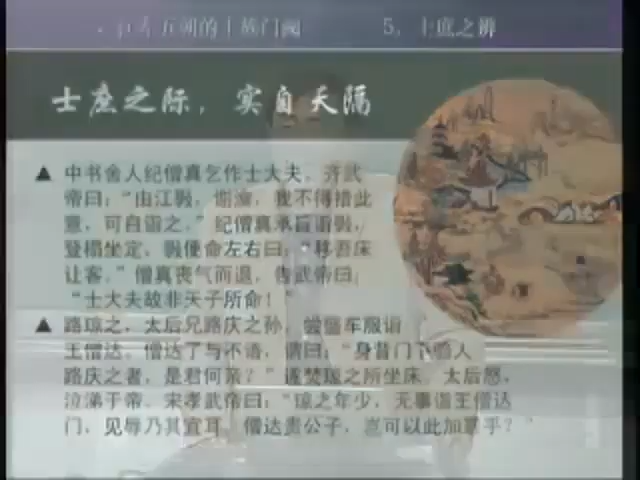 5. 士庶之辨
士庶之际，实自天隔
▲ 中书舍人纪僧真乞作士大夫，齐武
帝曰："由江斅，谢瀹，我不得措此
意，可自诣之。"纪僧真承旨诣斅，
登榻坐定，斅便命左右曰："移吾床
让客。"僧真丧气而退，告武帝曰：
"士大夫故非天子所命！"
▲ 路琼之，太后兄路庆之孙，尝盛车服诣
王僧达，僧达了与不语，谓曰："身昔门下驺人
路庆之者，是君何亲？"遂焚琼之所坐床，太后怒，
泣涕于帝，宋孝武帝曰："琼之年少，无事诣王僧达
门，见辱乃其宜耳，僧达贵公子，岂可以此加罪乎？"